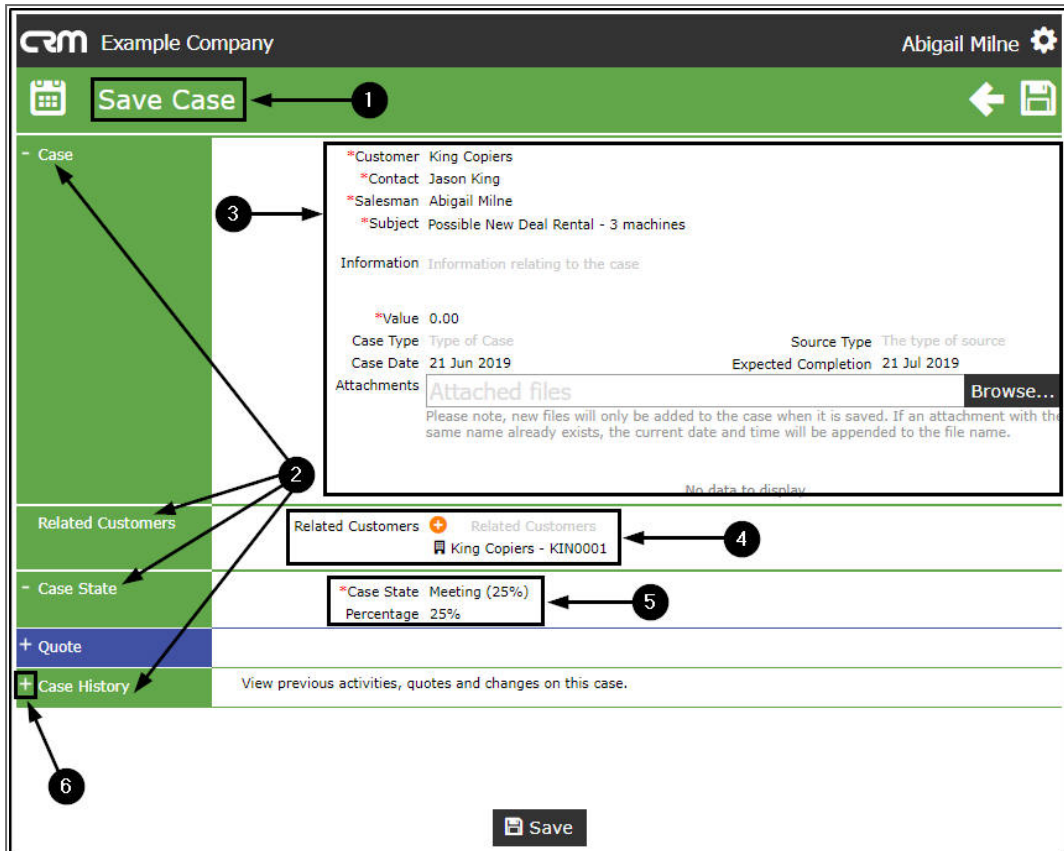 CRM Example Company Abigail Milne
Save Case 1
- Case
*Customer King Copiers
*Contact Jason King
*Salesman Abigail Milne
3
*Subject Possible New Deal Rental - 3 machines
Information Information relating to the case
*Value 0.00
Case Type Type of Case Source Type The type of source
Case Date 21 Jun 2019 Expected Completion 21 Jul 2019
Attachments Attached files Browse...
Please note, new files will only be added to the case when it is saved. If an attachment with the
same name already exists, the current date and time will be appended to the file name.
2
No data to display
Related Customers Related Customers Related Customers
King Copiers - KIN0001
4
- Case State *Case State Meeting (25%)
Percentage 25%
5
+ Quote
+ Case History View previous activities, quotes and changes on this case.
6
Save